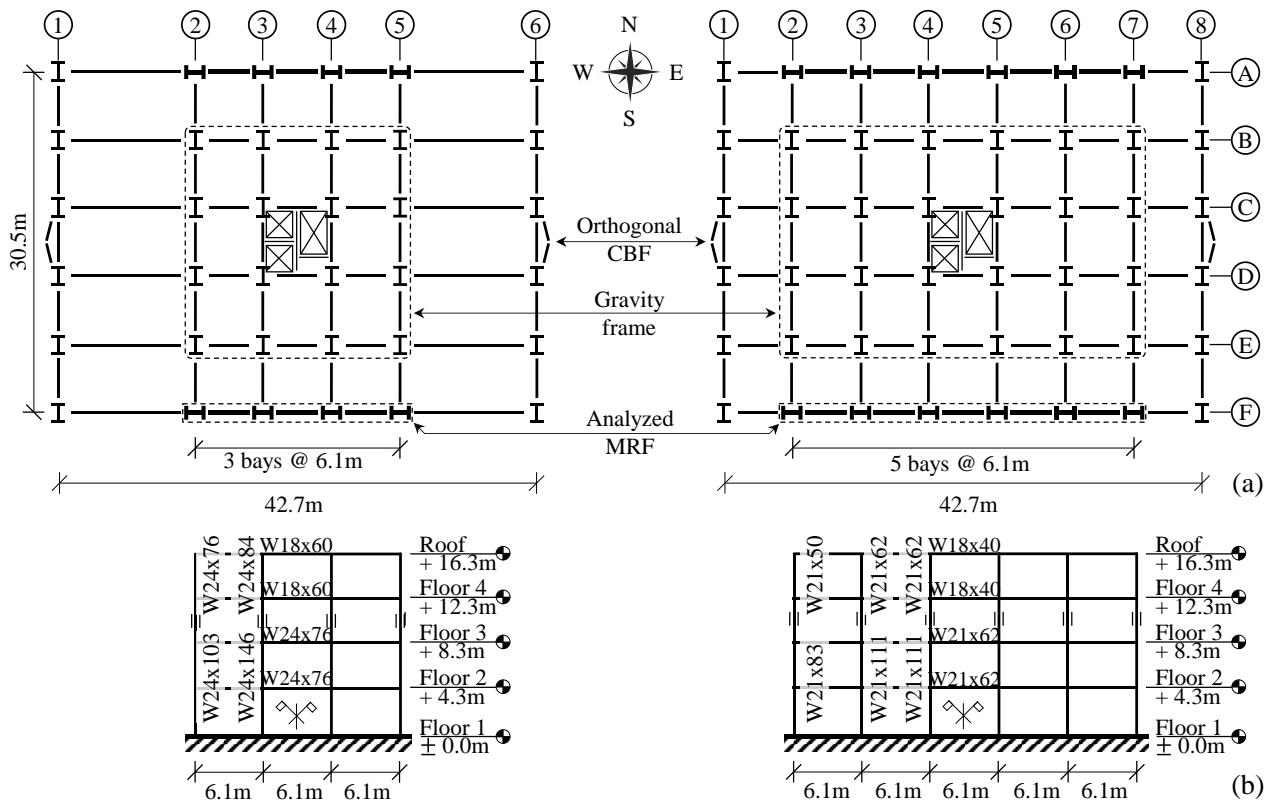 1 2 3 4 5 6
N
W E
S
1 2 3 4 5 6 7 8
A
B
C
D
E
F
30.5m
Orthogonal
CBF
Gravity
frame
Analyzed
MRF
3 bays @ 6.1m
42.7m
5 bays @ 6.1m
42.7m
(a)
W24x76
W24x84
W18x60
W18x60
W24x103
W24x146
W24x76
W24x76
Roof
+ 16.3m
Floor 4
+ 12.3m
Floor 3
+ 8.3m
Floor 2
+ 4.3m
Floor 1
± 0.0m
6.1m 6.1m 6.1m
W21x50
W21x62
W21x62
W18x40
W18x40
W21x83
W21x111
W21x111
W21x62
W21x62
Roof
+ 16.3m
Floor 4
+ 12.3m
Floor 3
+ 8.3m
Floor 2
+ 4.3m
Floor 1
± 0.0m
6.1m 6.1m 6.1m 6.1m 6.1m
(b)